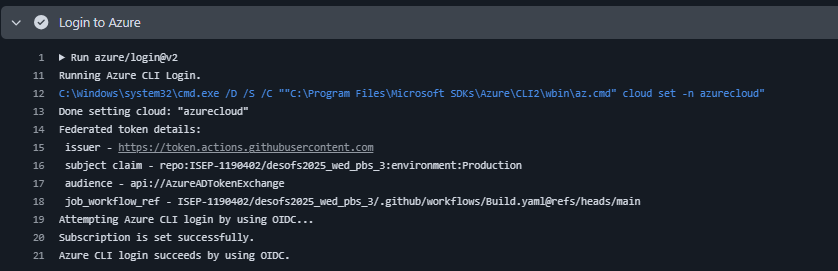 Login to Azure
1 ▶ Run azure/login@v2
11 Running Azure CLI Login.
12 C:\Windows\system32\cmd.exe /D /S /C ""C:\Program Files\Microsoft SDKs\Azure\CLI2\wbin\az.cmd" cloud set -n azurecloud"
13 Done setting cloud: "azurecloud"
14 Federated token details:
15 issuer - https://token.actions.githubusercontent.com
16 subject claim - repo:ISEP-1190402/desofs2025_wed_pbs_3:environment:Production
17 audience - api://AzureADTokenExchange
18 job_workflow_ref - ISEP-1190402/desofs2025_wed_pbs_3/.github/workflows/Build.yaml@refs/heads/main
19 Attempting Azure CLI login by using OIDC...
20 Subscription is set successfully.
21 Azure CLI login succeeds by using OIDC.